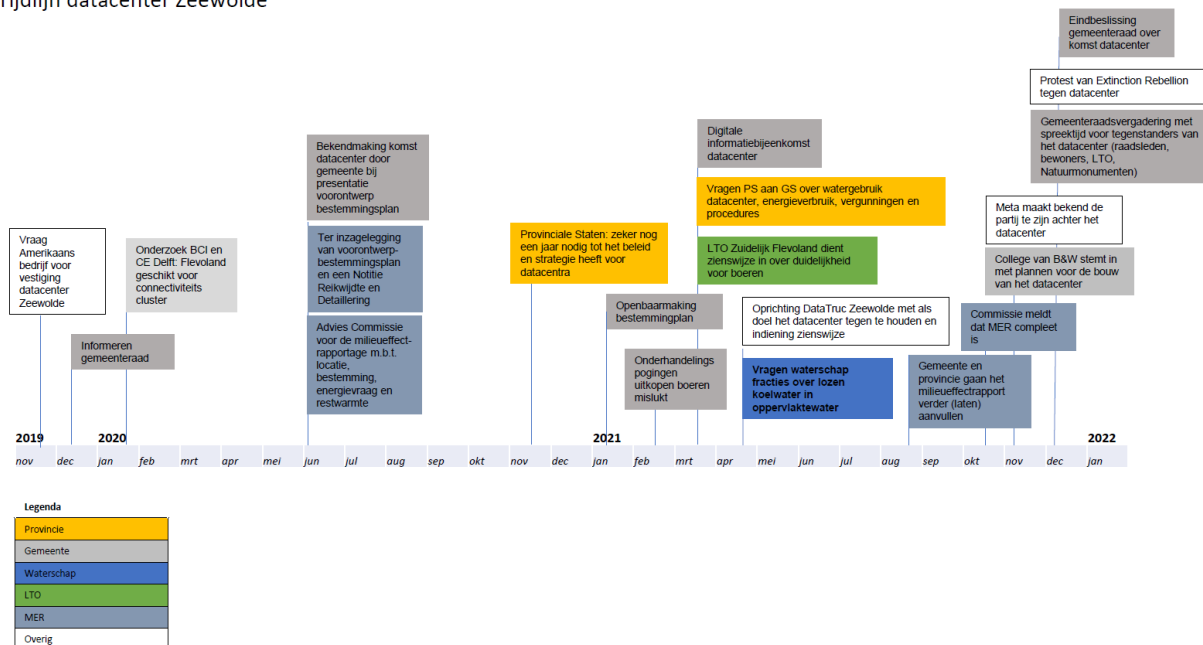 Tijdlijn datacenter Zeewolde
Eindbeslissing
gemeenteraad over
komst datacenter
Protest van Extinction Rebellion
tegen datacenter
Gemeenteraadsvergadering met
spreektijd voor tegenstanders van
het datacenter (raadsleden,
bewoners, LTO,
Natuurmonumenten)
Bekendmaking komst
datacenter door
gemeente bij
presentatie
voorontwerp
bestemmingsplan
Digitale
informatiebijeenkomst
datacenter
Vragen PS aan GS over watergebruik
datacenter, energieverbruik, vergunningen en
procedures
Meta maakt bekend de
partij te zijn achter het
datacenter
Vraag
Amerikaans
bedrijf voor
vestiging
datacenter
Zeewolde
Onderzoek BCI en
CE Delft: Flevoland
geschikt voor
connectiviteits
cluster
Ter inzagelegging
van voorontwerp-
bestemmingsplan
en een Notitie
Reikwijdte en
Detaillering
Provinciale Staten: zeker nog
een jaar nodig tot het beleid
en strategie heeft voor
datacentra
LTO Zuidelijk Flevoland dient
zienswijze in over duidelijkheid
voor boeren
College van B&W stemt in
met plannen voor de bouw
van het datacenter
Openbaarmaking
bestemmingplan
Oprichting DataTruc Zeewolde met als
doel het datacenter tegen te houden en
indiening zienswijze
Commissie meldt
dat MER compleet
is
Informeren
gemeenteraad
Advies Commissie
voor de milieueffect-
rapportage m.b.t.
locatie,
bestemming,
energievraag en
restwarmte
Onderhandelings
pogingen
uitkopen boeren
mislukt
Vragen waterschap
fracties over lozen
koelwater in
oppervlaktewater
Gemeente en
provincie gaan het
milieueffectrapport
verder (laten)
aanvullen
2019 2020 2021 2022
nov dec jan feb mrt apr mei jun jul aug sep okt nov dec jan feb mrt apr mei jun jul aug sep okt nov dec jan
Legenda
Provincie
Gemeente
Waterschap
LTO
MER
Overig